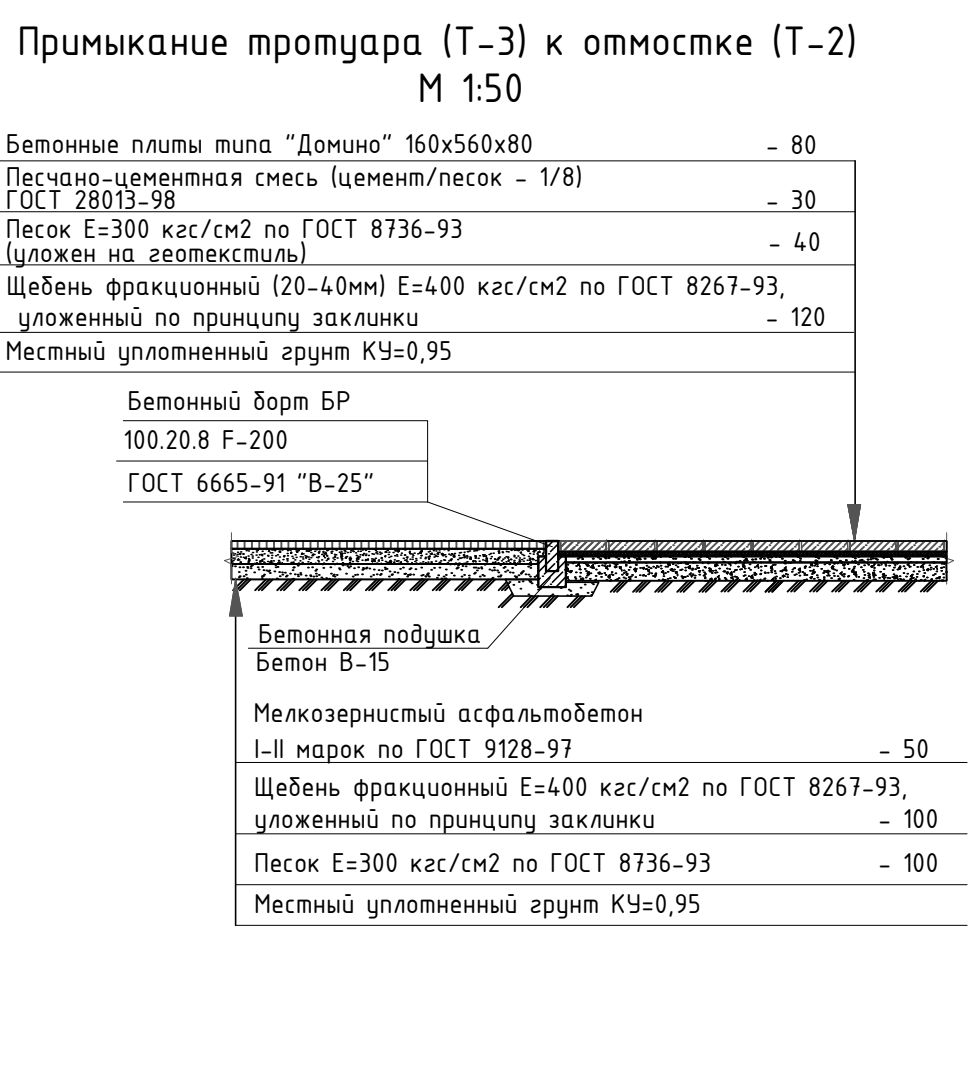 Примыкание тротуара (Т-3) к отмостке (Т-2)
М 1:50
Бетонные плиты типа "Домино" 160х560х80 - 80
Песчано-цементная смесь (цемент/песок - 1/8)
ГОСТ 28013-98 - 30
Песок Е=300 кгс/см2 по ГОСТ 8736-93
(уложен на геотекстиль) - 40
Щебень фракционный (20-40мм) Е=400 кгс/см2 по ГОСТ 8267-93,
уложенный по принципу заклинки - 120
Местный уплотненный грунт КУ=0,95
Бетонный борт БР
100.20.8 F-200
ГОСТ 6665-91 "В-25"
Бетонная подушка
Бетон В-15
Мелкозернистый асфальтобетон
I-II марок по ГОСТ 9128-97 - 50
Щебень фракционный Е=400 кгс/см2 по ГОСТ 8267-93,
уложенный по принципу заклинки - 100
Песок Е=300 кгс/см2 по ГОСТ 8736-93 - 100
Местный уплотненный грунт КУ=0,95